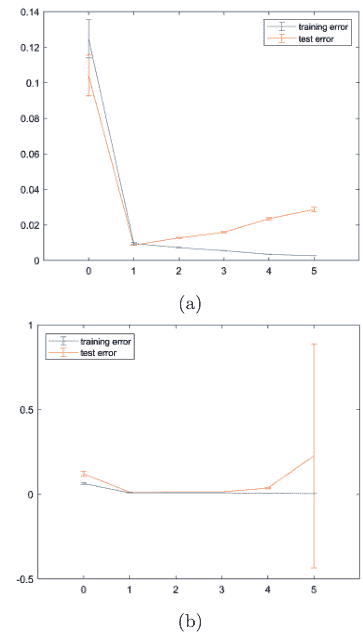 0.14
training error
test error
0.12
0.1
0.08
0.06
0.04
0.02
0
0 1 2 3 4 5
(a)
1
training error
test error
0.5
0
-0.5
0 1 2 3 4 5
(b)